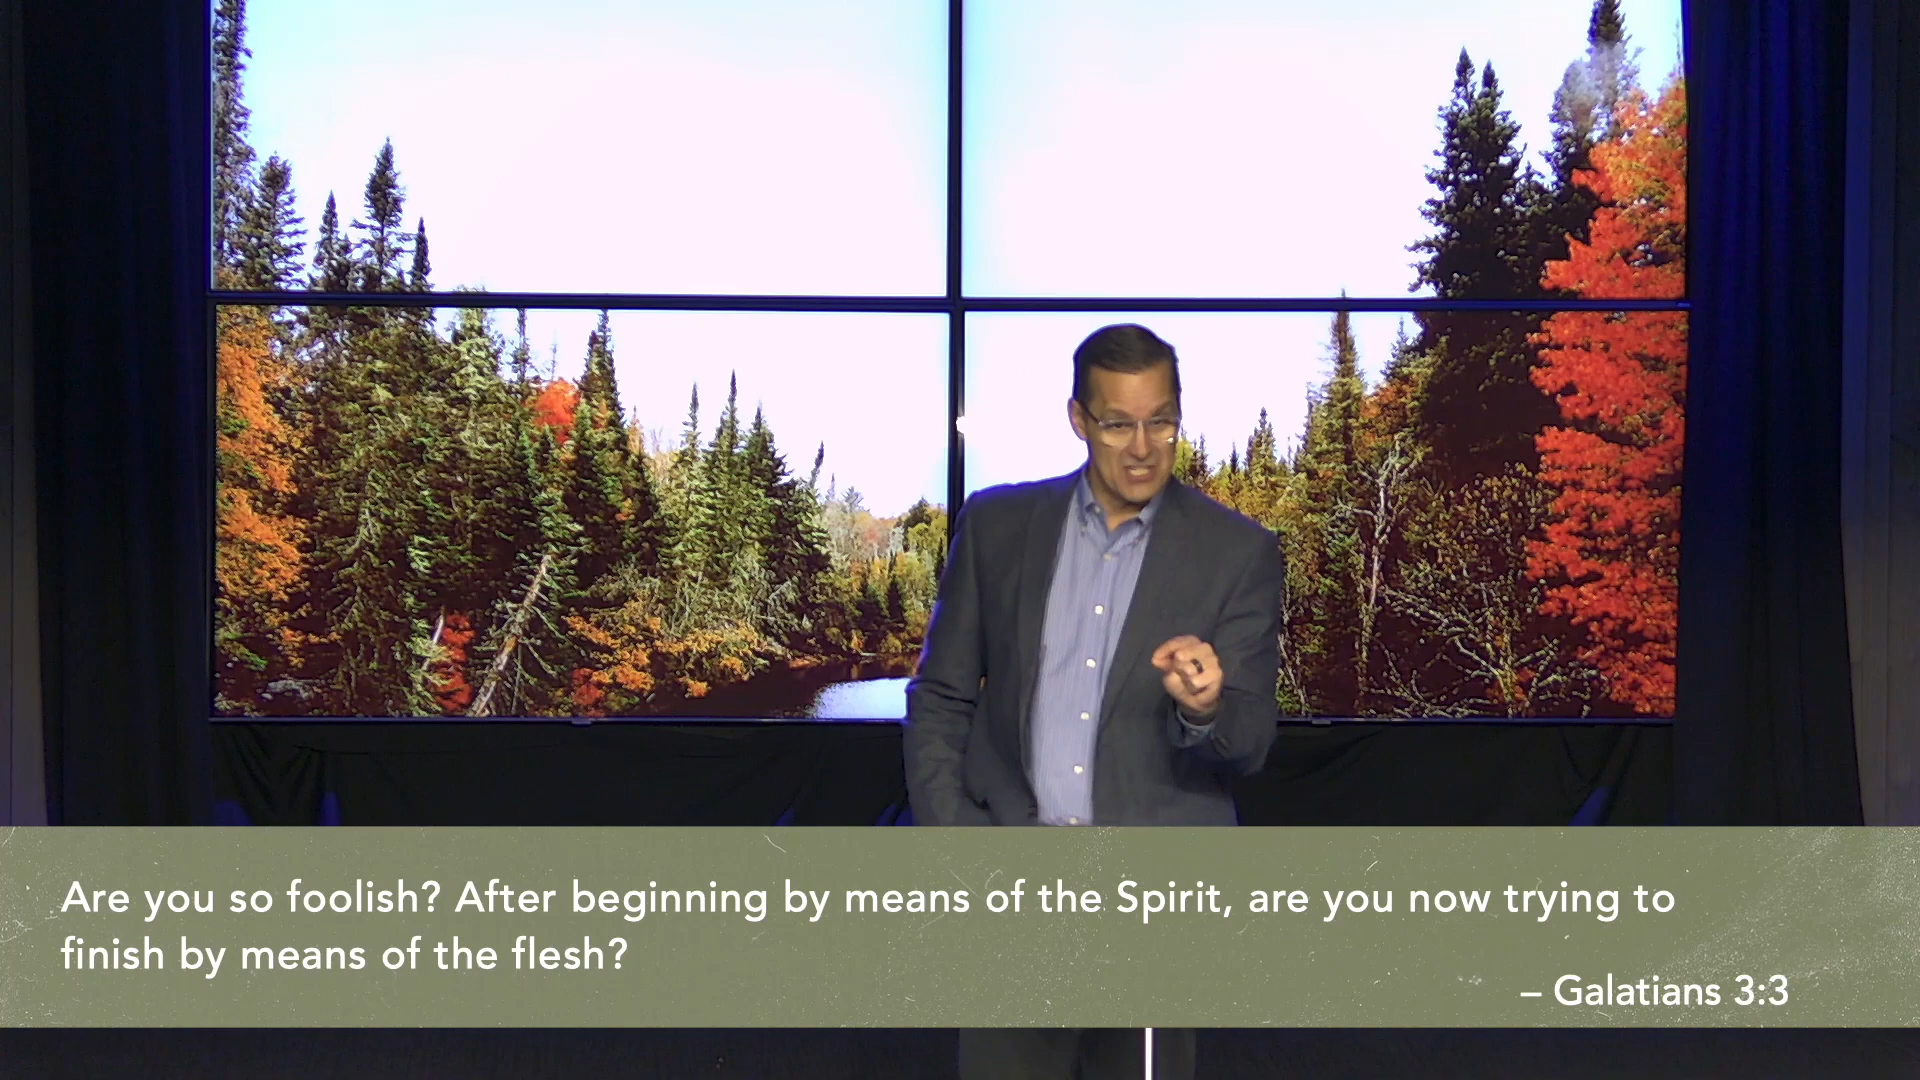 Are you so foolish? After beginning by means of the Spirit, are you now trying to
finish by means of the flesh?
– Galatians 3:3